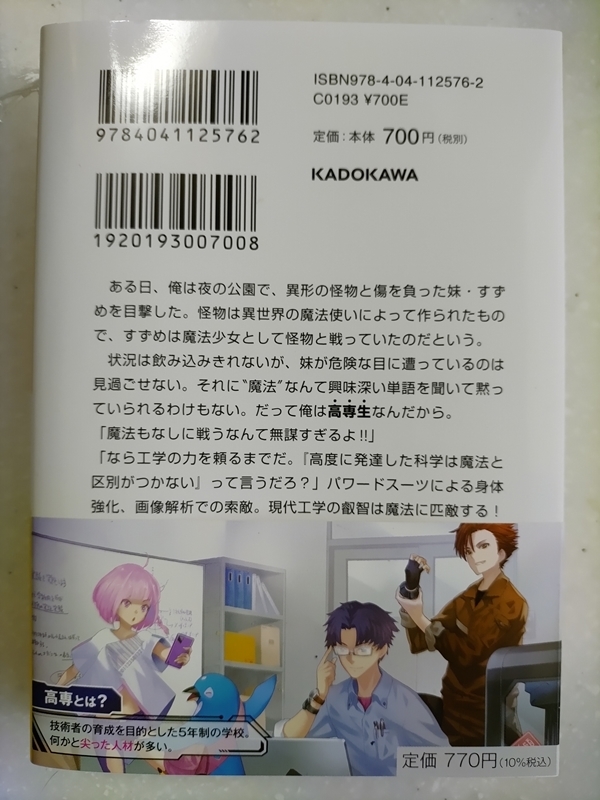 ISBN978-4-04-112576-2
C0193 ¥700E
9784041125762
定価：本体 700円（税別）
KADOKAWA
1920193007008
ある日、俺は夜の公園で、異形の怪物と傷を負った妹・すず
めを目撃した。怪物は異世界の魔法使いによって作られたもの
で、すずめは魔法少女として怪物と戦っていたのだという。
状況は飲み込みきれないが、妹が危険な目に遭っているのは
見過ごせない。それに〝魔法〟なんて興味深い単語を聞いて黙っ
ていられるわけもない。だって俺は高専生なんだから。
「魔法もなしに戦うなんて無謀すぎるよ!!」
「なら工学の力を頼るまでだ。『高度に発達した科学は魔法と
区別がつかない』って言うだろ？」パワードスーツによる身体
強化、画像解析での索敵。現代工学の叡智は魔法に匹敵する！
高専とは？
技術者の育成を目的とした5年制の学校。
何かと尖った人材が多い。
定価 770円（10%税込）